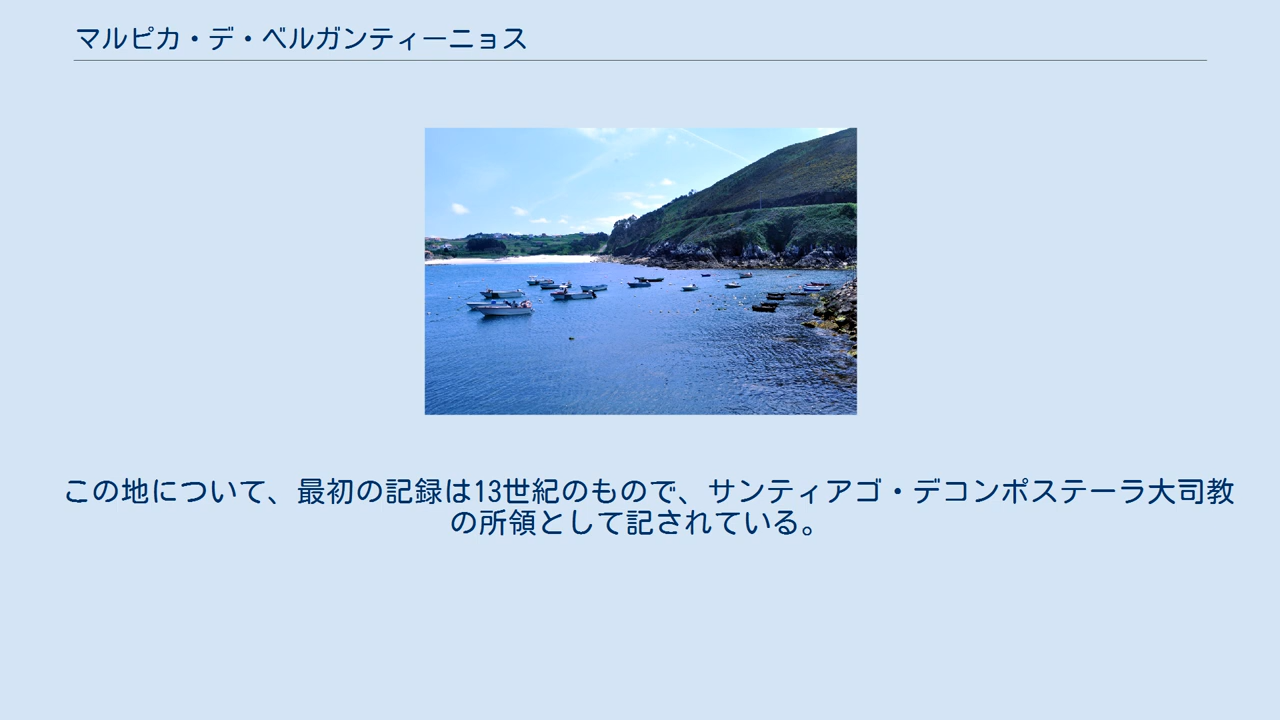 マルピカ・デ・ベルガンティーニョス
この地について、最初の記録は13世紀のもので、サンティアゴ・デコンポステーラ大司教
の所領として記されている。